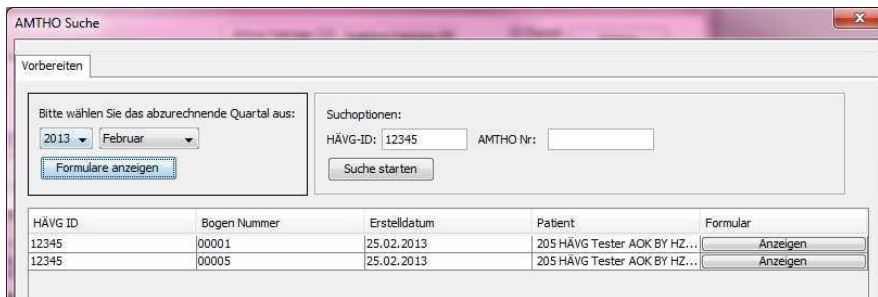 AMTHO Suche
Vorbereiten
Bitte wählen Sie das abzurechnende Quartal aus:
2013 Februar
Formulare anzeigen
Suchoptionen:
HÄVG-ID: 12345 AMTHO Nr:
Suche starten
HÄVG ID Bogen Nummer Erstelldatum Patient Formular
12345 00001 25.02.2013 205 HÄVG Tester AOK BY HZ... Anzeigen
12345 00005 25.02.2013 205 HÄVG Tester AOK BY HZ... Anzeigen